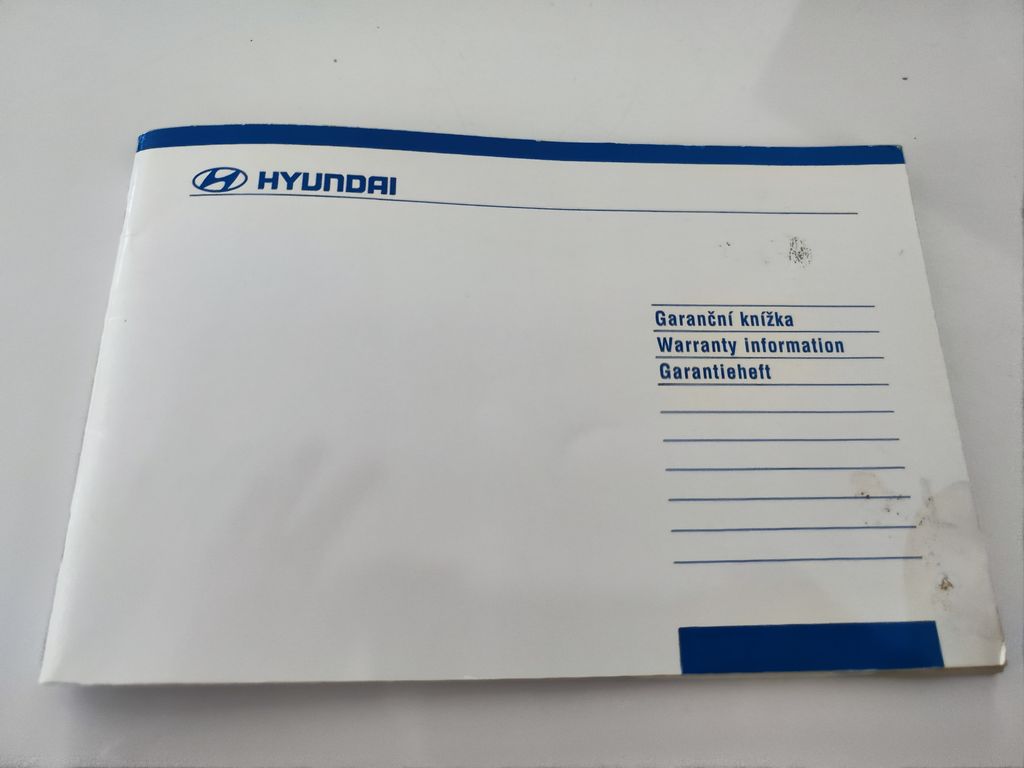 HYUNDAI
Garanční knížka
Warranty information
Garantieheft